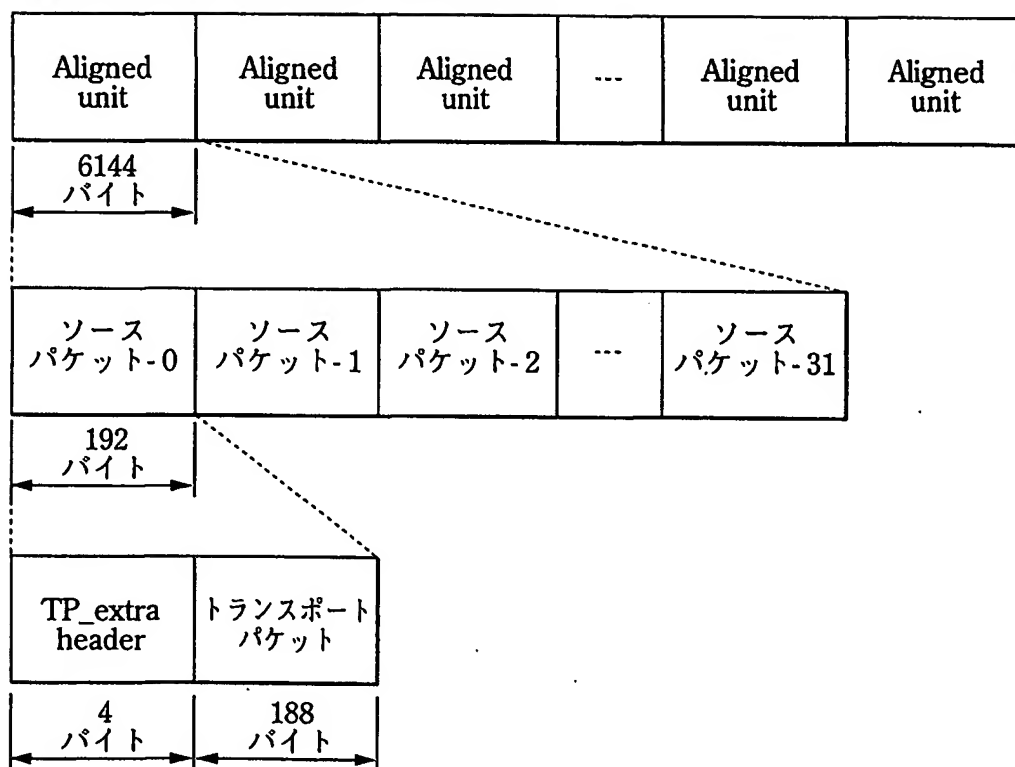 Aligned
unit
Aligned
unit
Aligned
unit
---
Aligned
unit
Aligned
unit
6144
バイト
ソース
パケット-0
ソース
パケット-1
ソース
パケット-2
---
ソース
パケット-31
192
バイト
TP_extra
header
トランスポート
パケット
4
バイト
188
バイト